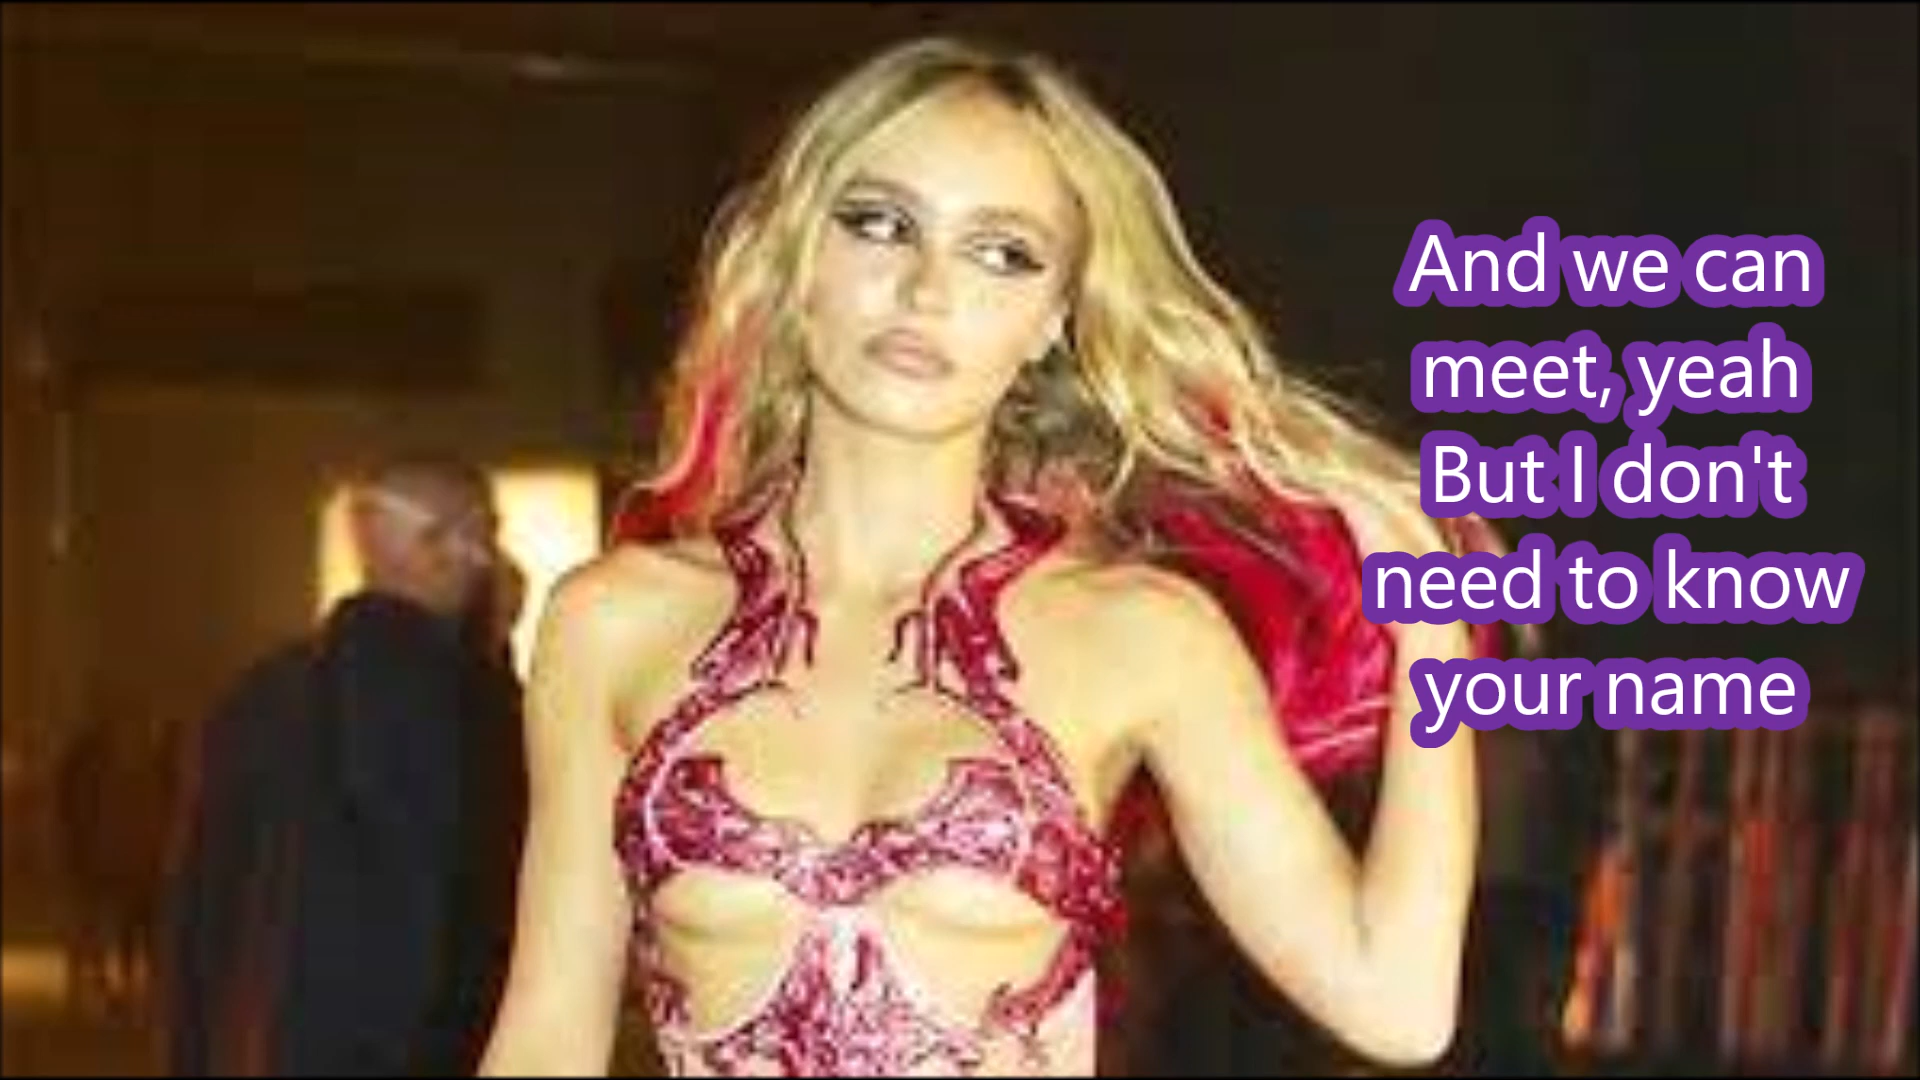 And we can
meet, yeah
But I don't
need to know
your name